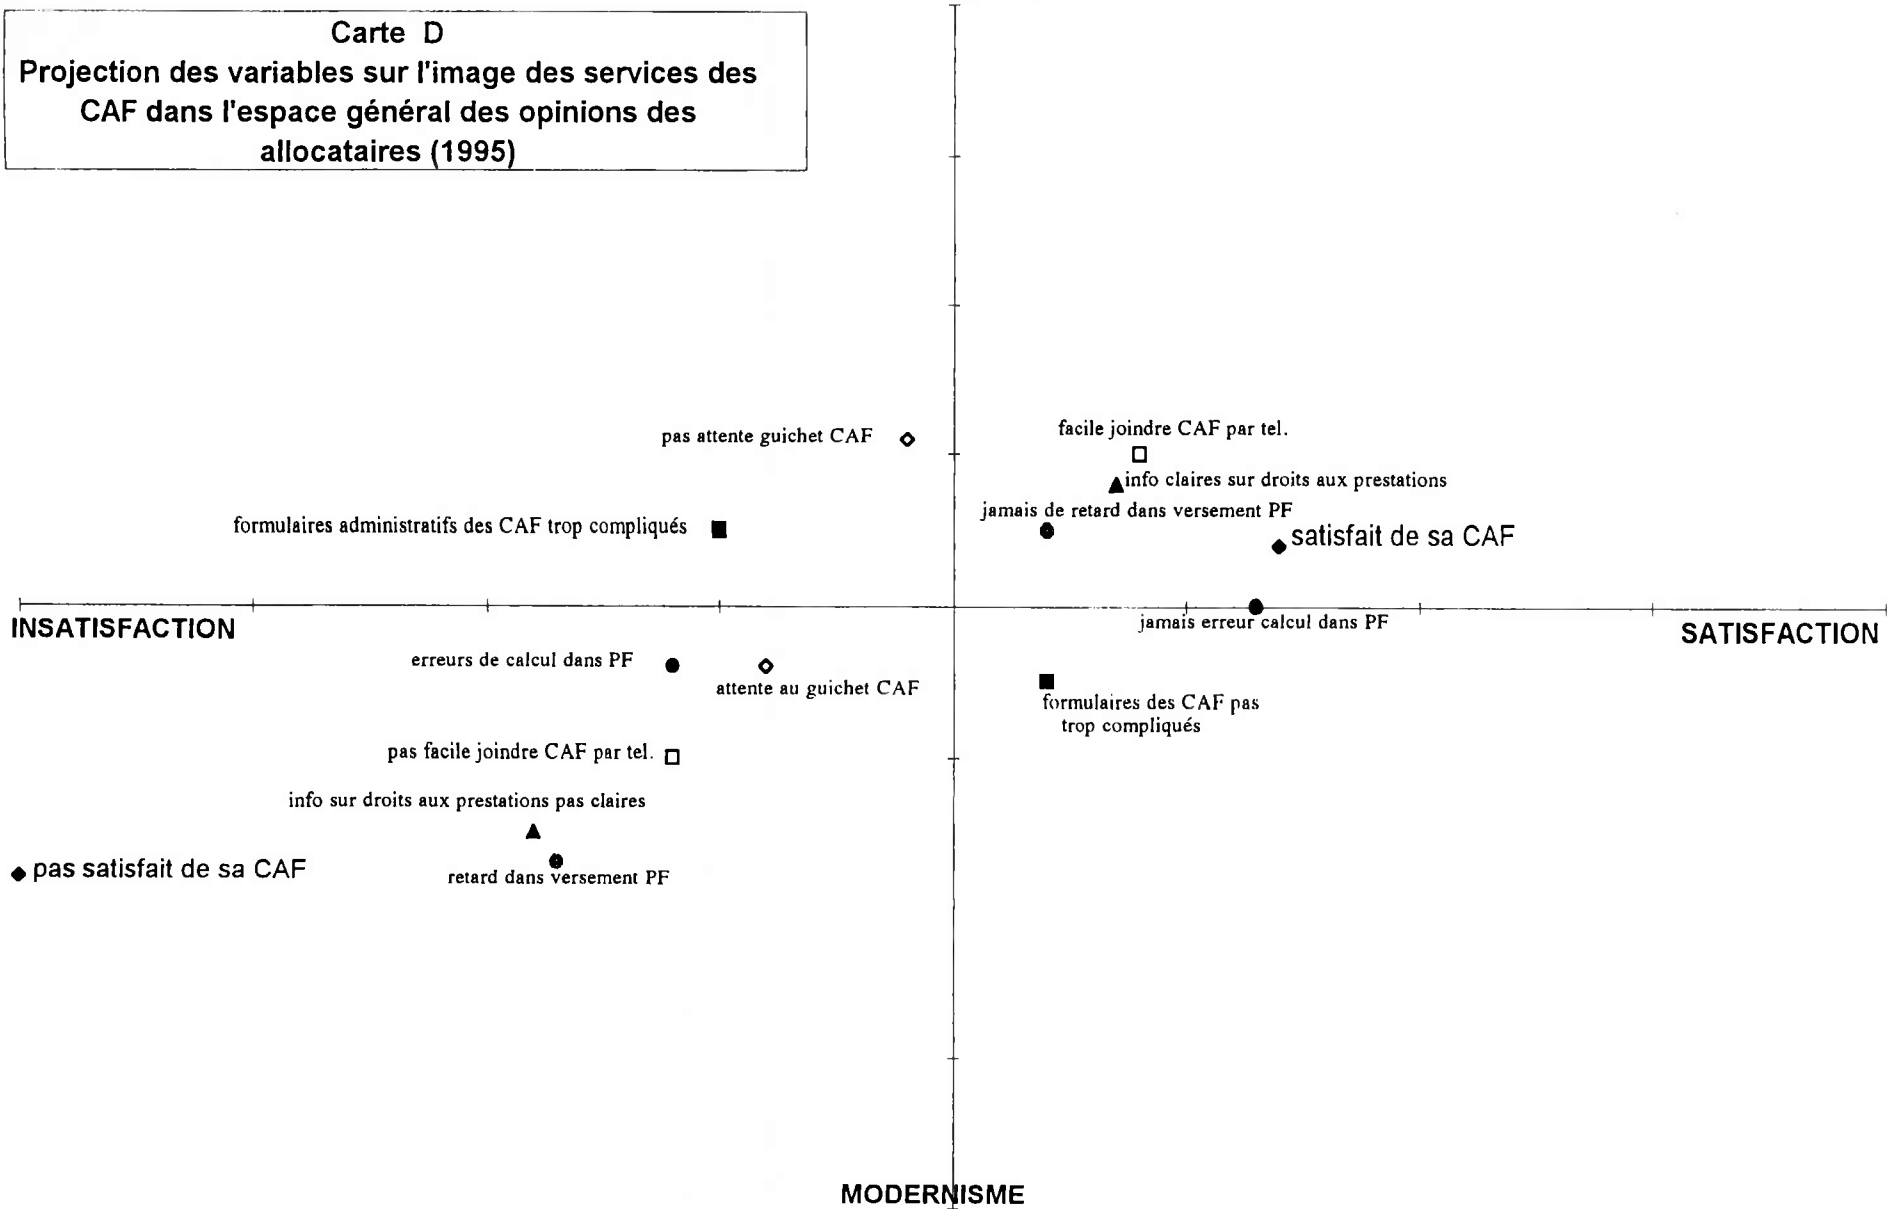 Carte D
Projection des variables sur l'image des services des
CAF dans l'espace général des opinions des
allocataires (1995)
pas attente guichet CAF
facile joindre CAF par tel.
info claires sur droits aux prestations
jamais de retard dans versement PF
formulaires administratifs des CAF trop compliqués
satisfait de sa CAF
INSATISFACTION
jamais erreur calcul dans PF
SATISFACTION
erreurs de calcul dans PF
attente au guichet CAF
formulaires des CAF pas
trop compliqués
pas facile joindre CAF par tel.
info sur droits aux prestations pas claires
pas satisfait de sa CAF
retard dans versement PF
MODERNISME